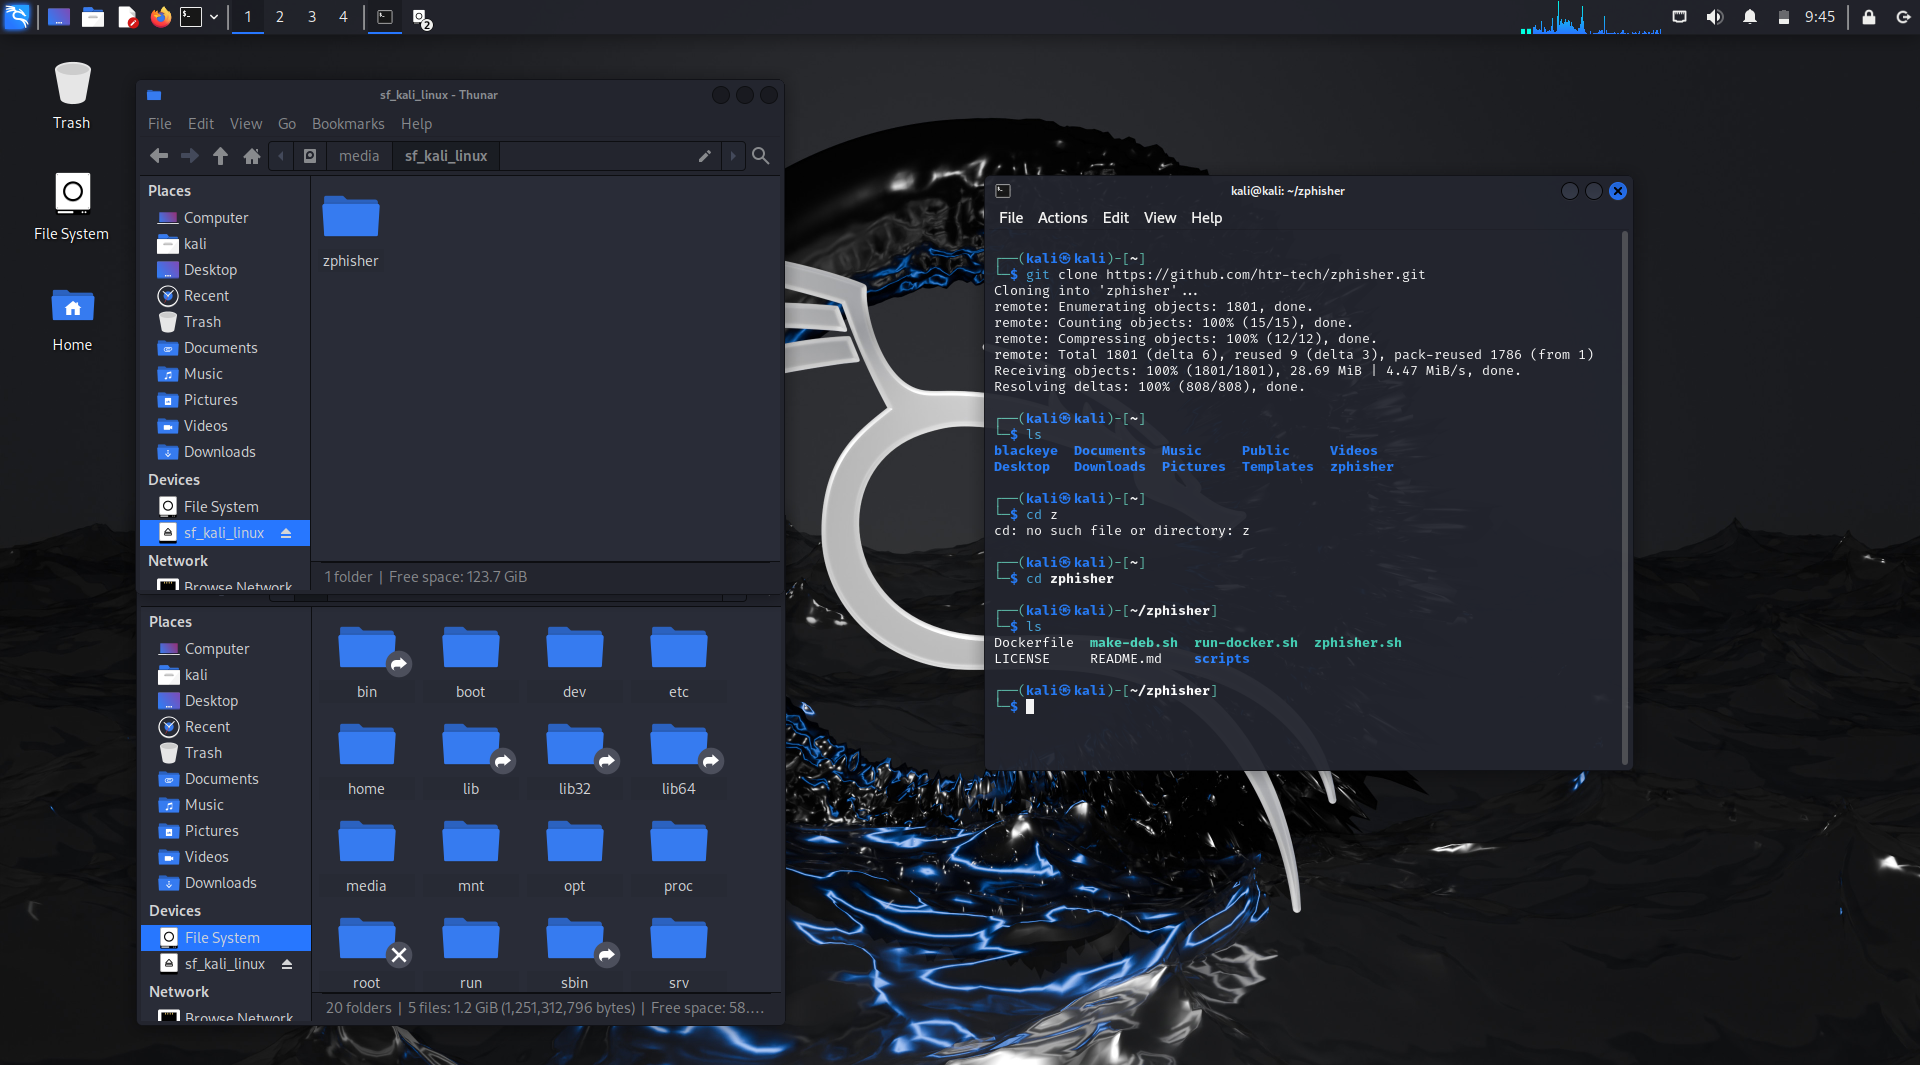 1 2 3 4
2
9:45
Trash
File System
Home
sf_kali_linux - Thunar
File Edit View Go Bookmarks Help
media sf_kali_linux
Places
Computer
kali
Desktop
Recent
Trash
Documents
Music
Pictures
Videos
Downloads
Devices
File System
sf_kali_linux
Network
Browse Network
zphisher
1 folder | Free space: 123.7 GiB
Places
Computer
kali
Desktop
Recent
Trash
Documents
Music
Pictures
Videos
Downloads
Devices
File System
sf_kali_linux
Network
Browse Network
bin boot dev etc
home lib lib32 lib64
media mnt opt proc
root run sbin srv
20 folders | 5 files: 1.2 GiB (1,251,312,796 bytes) | Free space: 58....
kali@kali: ~/zphisher
File Actions Edit View Help
┌──(kali㉿kali)-[~]
└─$ git clone https://github.com/htr-tech/zphisher.git
Cloning into 'zphisher'...
remote: Enumerating objects: 1801, done.
remote: Counting objects: 100% (15/15), done.
remote: Compressing objects: 100% (12/12), done.
remote: Total 1801 (delta 6), reused 9 (delta 3), pack-reused 1786 (from 1)
Receiving objects: 100% (1801/1801), 28.69 MiB | 4.47 MiB/s, done.
Resolving deltas: 100% (808/808), done.
┌──(kali㉿kali)-[~]
└─$ ls
blackeye Documents Music Public Videos
Desktop Downloads Pictures Templates zphisher
┌──(kali㉿kali)-[~]
└─$ cd z
cd: no such file or directory: z
┌──(kali㉿kali)-[~]
└─$ cd zphisher
┌──(kali㉿kali)-[~/zphisher]
└─$ ls
Dockerfile make-deb.sh run-docker.sh zphisher.sh
LICENSE README.md scripts
┌──(kali㉿kali)-[~/zphisher]
└─$